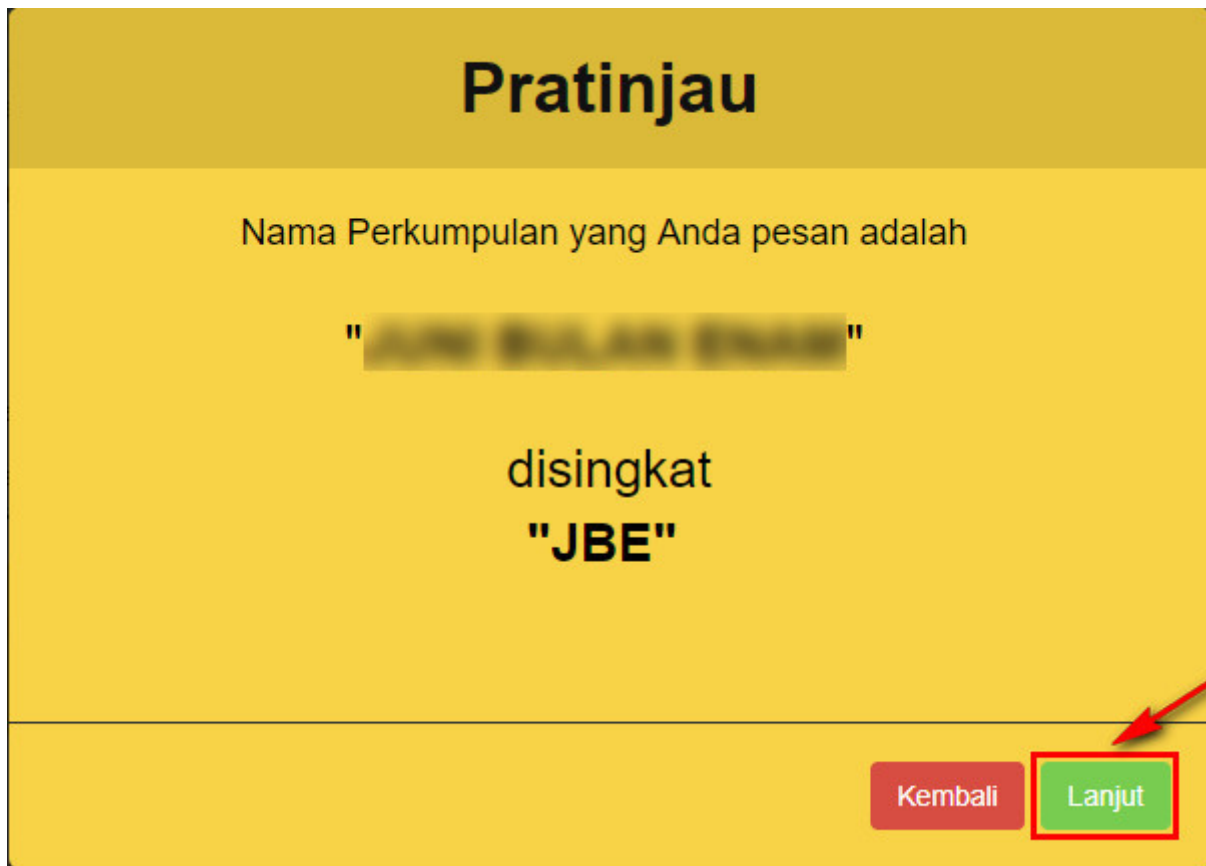 Pratinjau
Nama Perkumpulan yang Anda pesan adalah
" "
disingkat
"JBE"
Kembali Lanjut